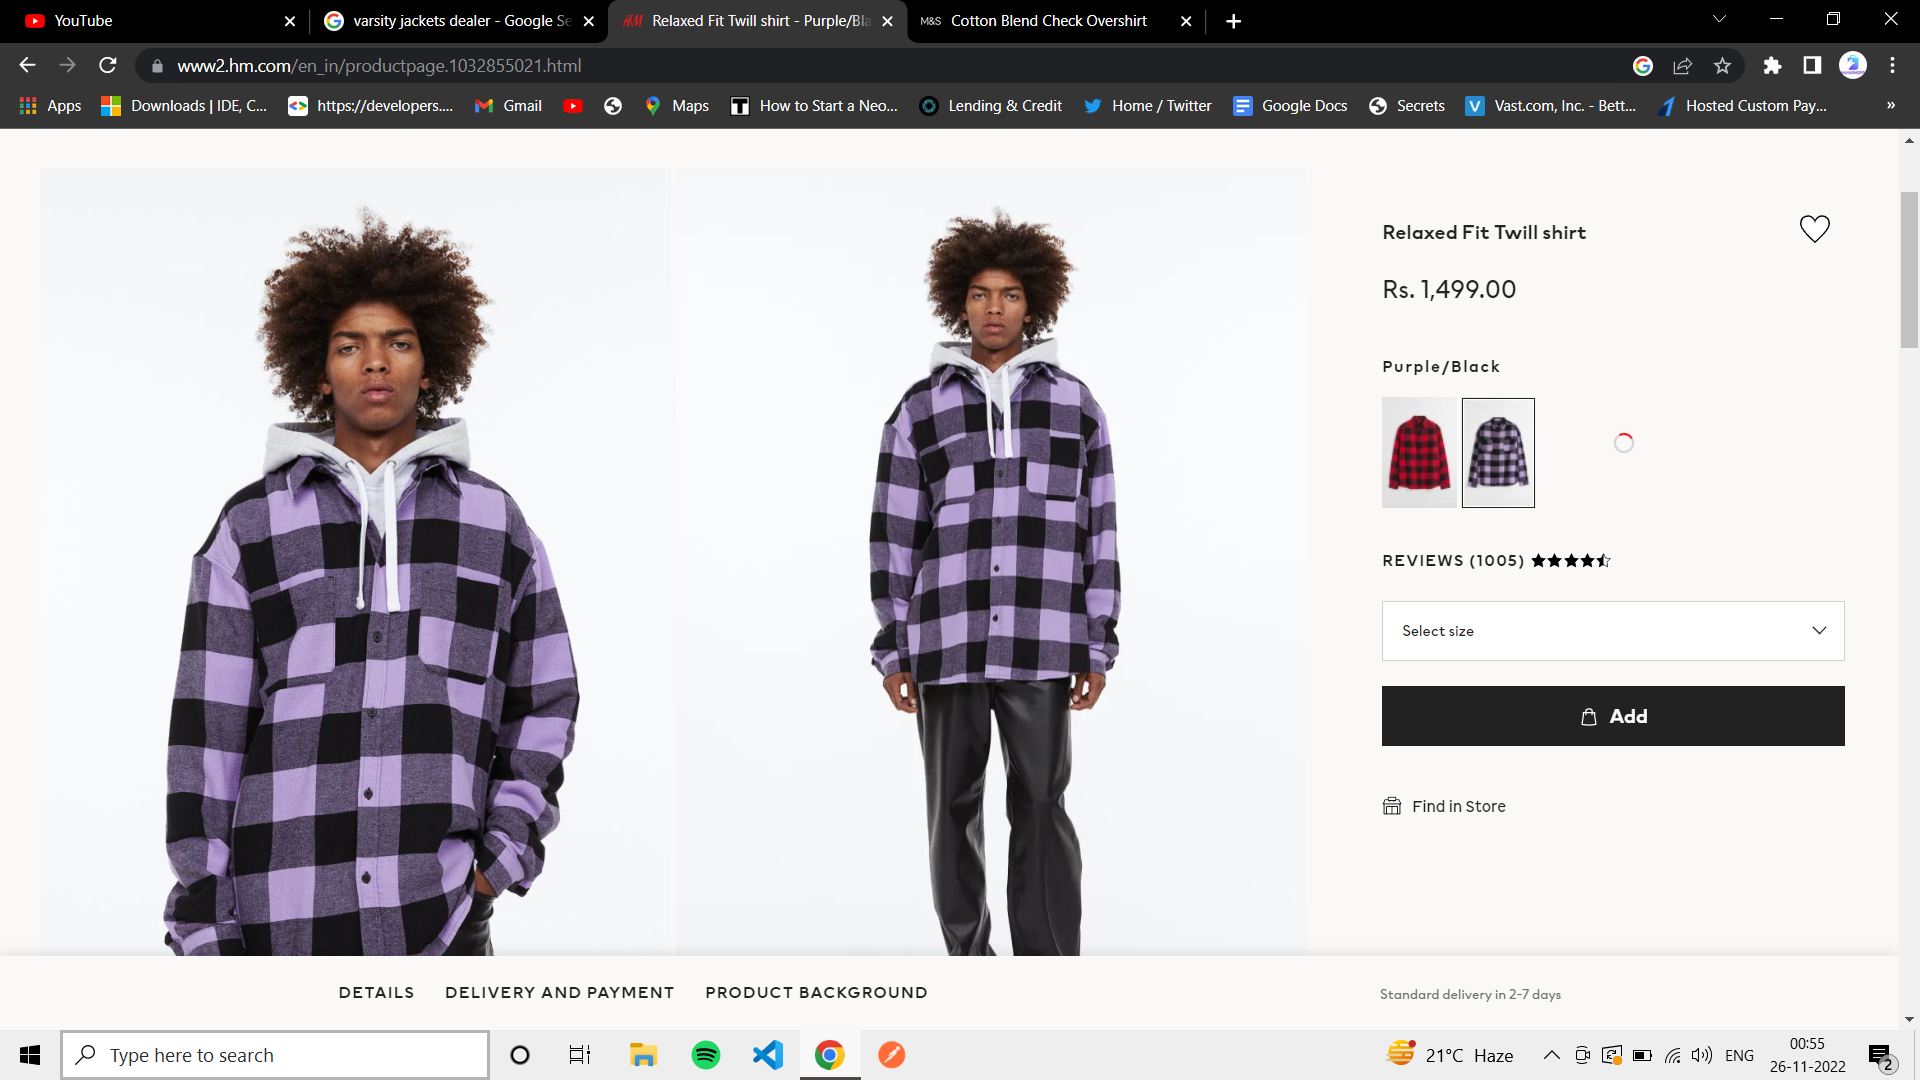 YouTube
varsity jackets dealer - Google Se
HM Relaxed Fit Twill shirt - Purple/Bla
M&S Cotton Blend Check Overshirt
www2.hm.com/en_in/productpage.1032855021.html
Apps
Downloads | IDE, C...
https://developers....
Gmail
Maps
T How to Start a Neo...
Lending & Credit
Home / Twitter
Google Docs
Secrets
V Vast.com, Inc. - Bett...
Hosted Custom Pay...
»
Relaxed Fit Twill shirt
Rs. 1,499.00
Purple/Black
REVIEWS (1005)
Select size
Add
Find in Store
DETAILS
DELIVERY AND PAYMENT
PRODUCT BACKGROUND
Standard delivery in 2-7 days
Type here to search
21°C Haze
ENG
00:55
26-11-2022
2